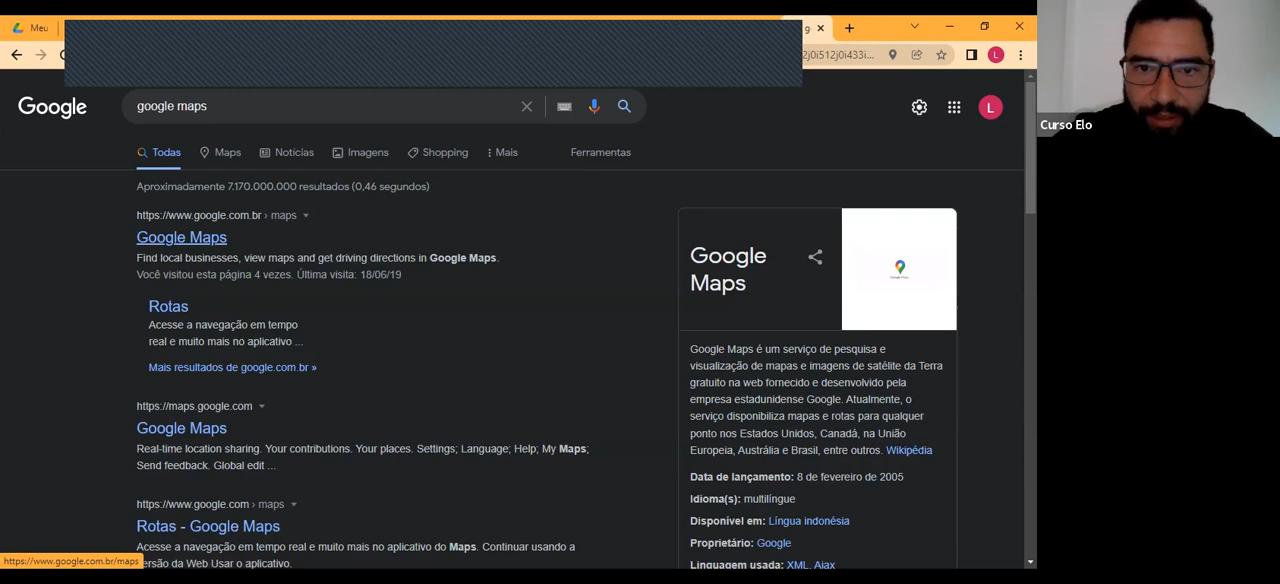 Meu
g
2j0i512j0i433i...
L
Google
google maps
L
Todas
Maps
Notícias
Imagens
Shopping
Mais
Ferramentas
Aproximadamente 7.170.000.000 resultados (0,46 segundos)
https://www.google.com.br › maps
Google Maps
Find local businesses, view maps and get driving directions in Google Maps.
Você visitou esta página 4 vezes. Última visita: 18/06/19
Rotas
Acesse a navegação em tempo
real e muito mais no aplicativo ...
Mais resultados de google.com.br »
https://maps.google.com
Google Maps
Real-time location sharing. Your contributions. Your places. Settings; Language; Help; My Maps;
Send feedback. Global edit ...
https://www.google.com › maps
Rotas - Google Maps
Acesse a navegação em tempo real e muito mais no aplicativo do Maps. Continuar usando a
versão da Web Usar o aplicativo.
https://www.google.com.br/maps
Google
Maps
Google Maps é um serviço de pesquisa e
visualização de mapas e imagens de satélite da Terra
gratuito na web fornecido e desenvolvido pela
empresa estadunidense Google. Atualmente, o
serviço disponibiliza mapas e rotas para qualquer
ponto nos Estados Unidos, Canadá, na União
Europeia, Austrália e Brasil, entre outros. Wikipédia
Data de lançamento: 8 de fevereiro de 2005
Idioma(s): multilíngue
Disponível em: Língua indonésia
Proprietário: Google
Linguagem usada: XML, Ajax
Curso Elo